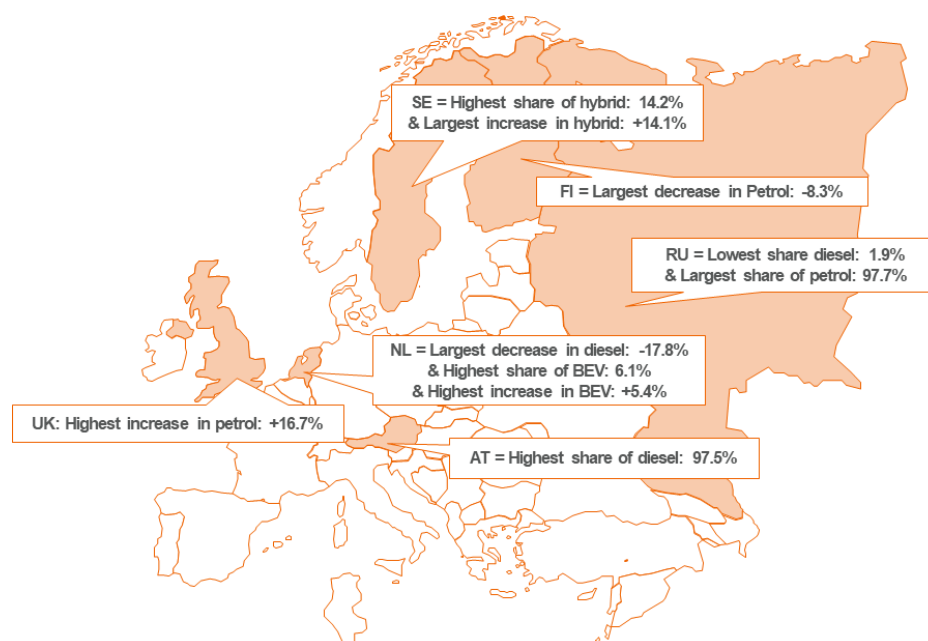 SE = Highest share of hybrid: 14.2%
& Largest increase in hybrid: +14.1%
FI = Largest decrease in Petrol: -8.3%
RU = Lowest share diesel: 1.9%
& Largest share of petrol: 97.7%
NL = Largest decrease in diesel: -17.8%
& Highest share of BEV: 6.1%
& Highest increase in BEV: +5.4%
UK: Highest increase in petrol: +16.7%
AT = Highest share of diesel: 97.5%